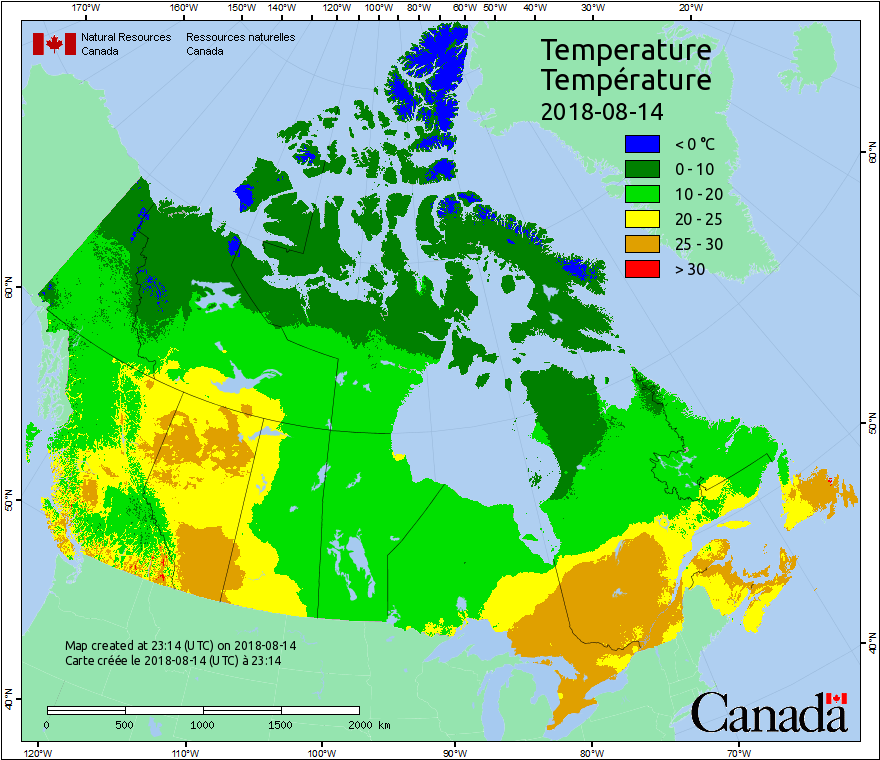 170°W 160°W 150°W 140°W 130°W 120°W 110°W 100°W 80°W 60°W 50°W 40°W 30°W 20°W
Natural Resources Ressources naturelles
Canada Canada
Temperature
Température
2018-08-14
< 0 °C
0 - 10
10 - 20
20 - 25
25 - 30
> 30
60°N
60°N
50°N
50°N
40°N
40°N
Map created at 23:14 (UTC) on 2018-08-14
Carte créée le 2018-08-14 (UTC) à 23:14
0 500 1000 1500 2000 km
Canada
120°W 110°W 100°W 90°W 80°W 70°W